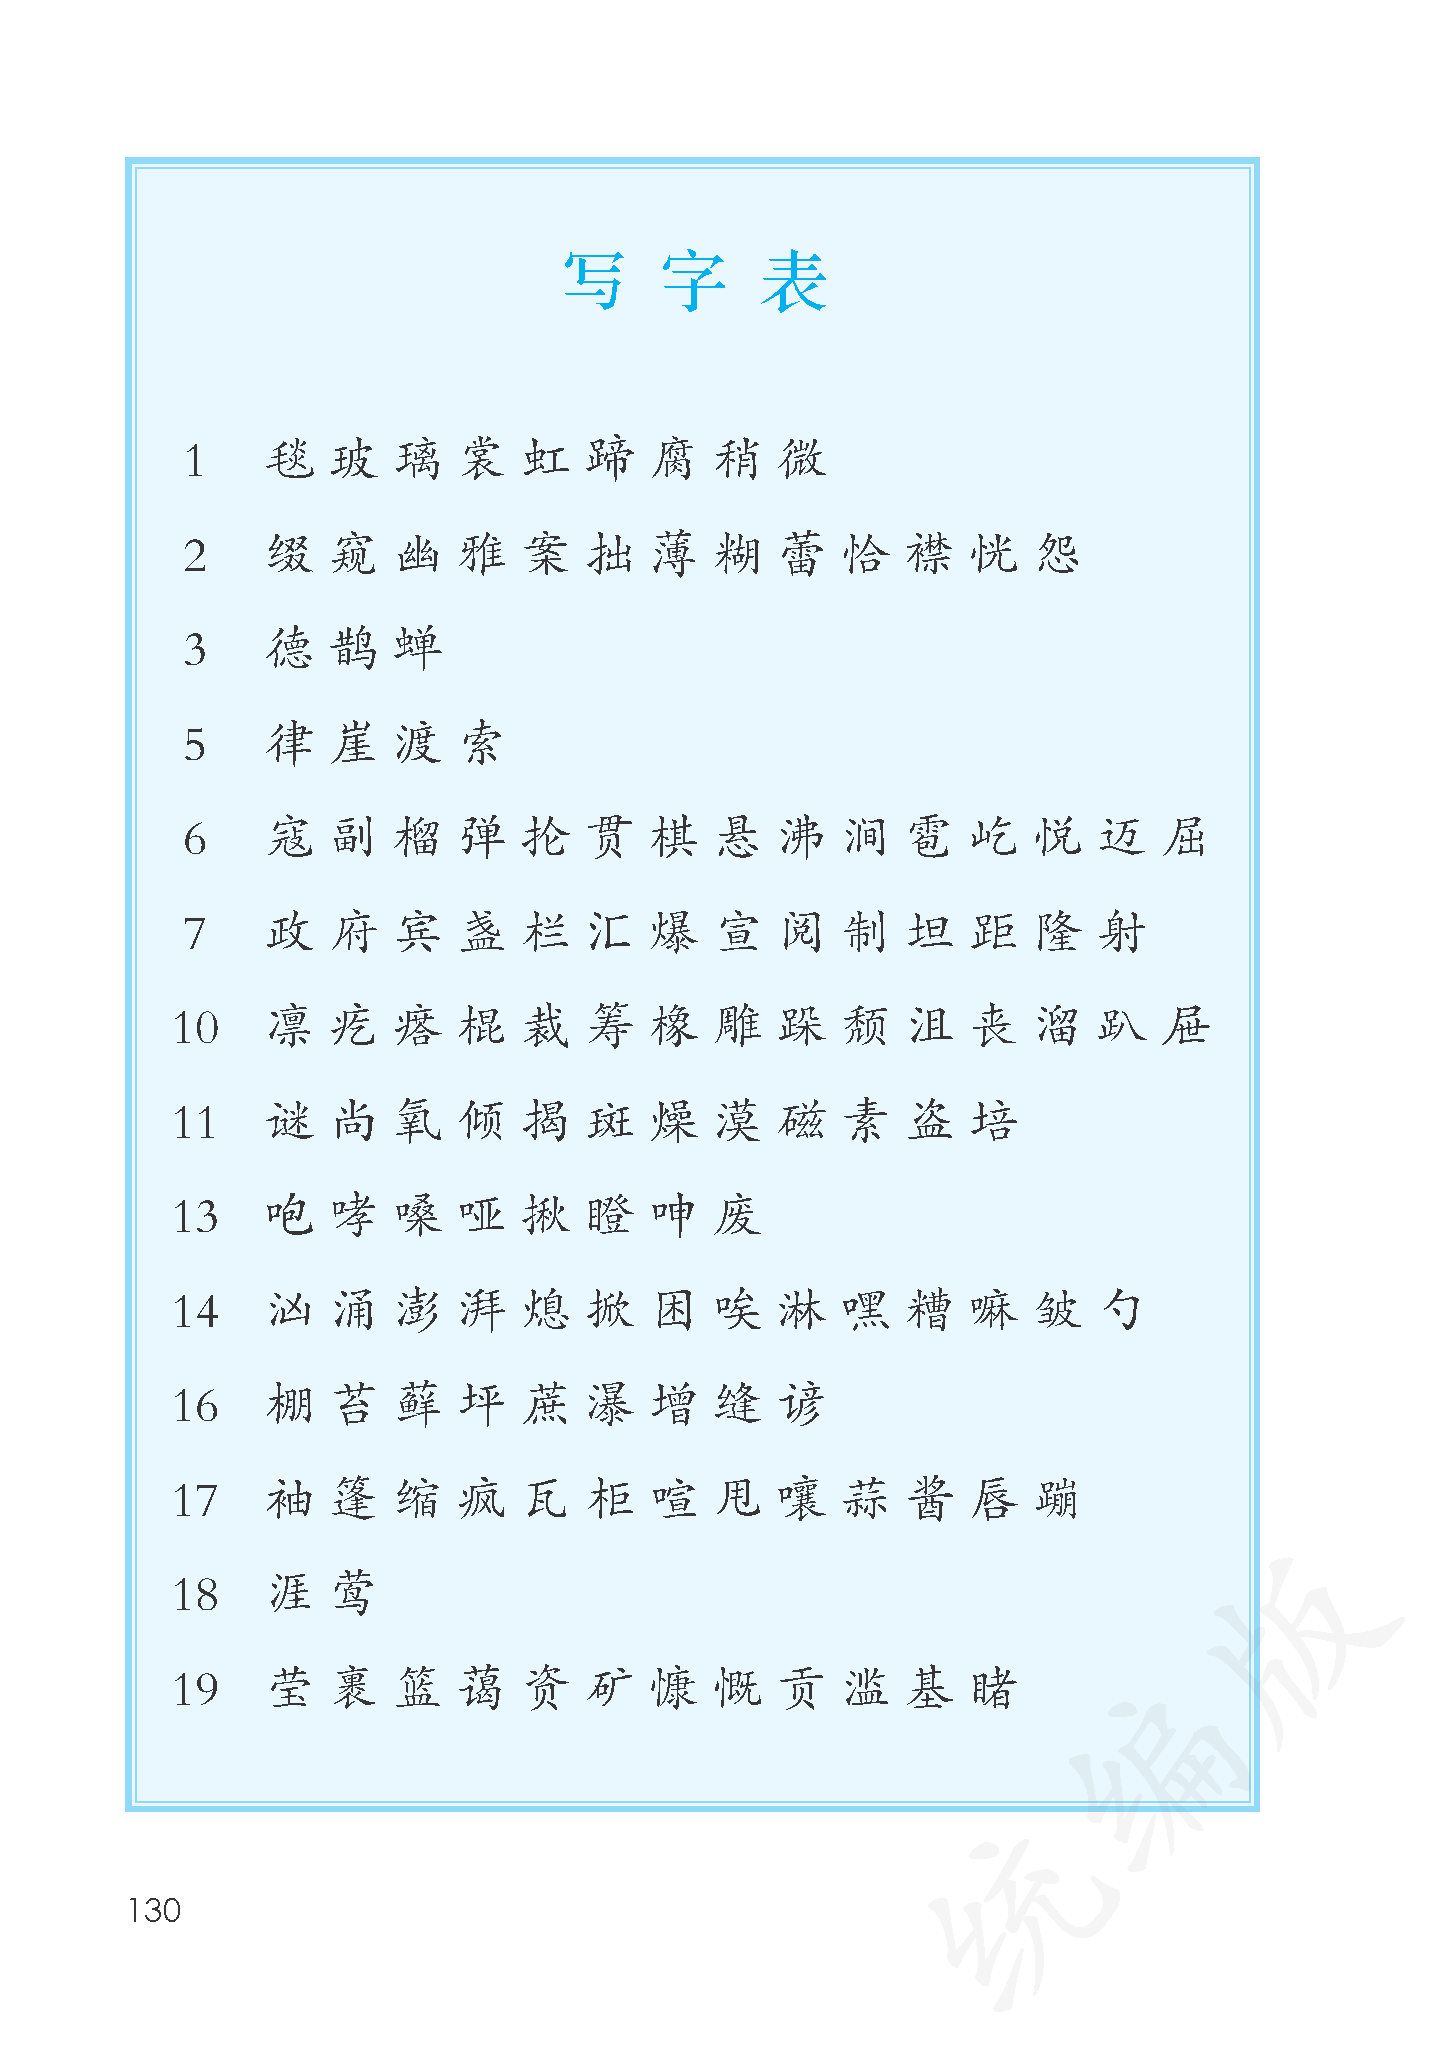 写字表
1 毯玻璃裳虹蹄腐稍微
2 缀窥幽雅案拙薄糊蕾恰襟恍怨
3 德鹊蝉
5 律崖渡索
6 寇副榴弹抡贯棋悬沸涧雹屹悦迈屈
7 政府宾盏栏汇爆宣阅制坦距隆射
10 凛疙瘩棍裁筹橡雕跺颓沮丧溜趴屉
11 谜尚氧倾揭斑燥漠磁素盗培
13 咆哮嗓哑揪瞪呻废
14 汹涌澎湃熄掀困唉淋嘿糟嘛皱勺
16 棚苔藓坪蔗瀑增缝谚
17 袖篷缩疯瓦柜喧甩嚷蒜酱唇蹦
18 涯莺
19 莹裹篮蔼资矿慷慨贡滥基睹
130
统编版